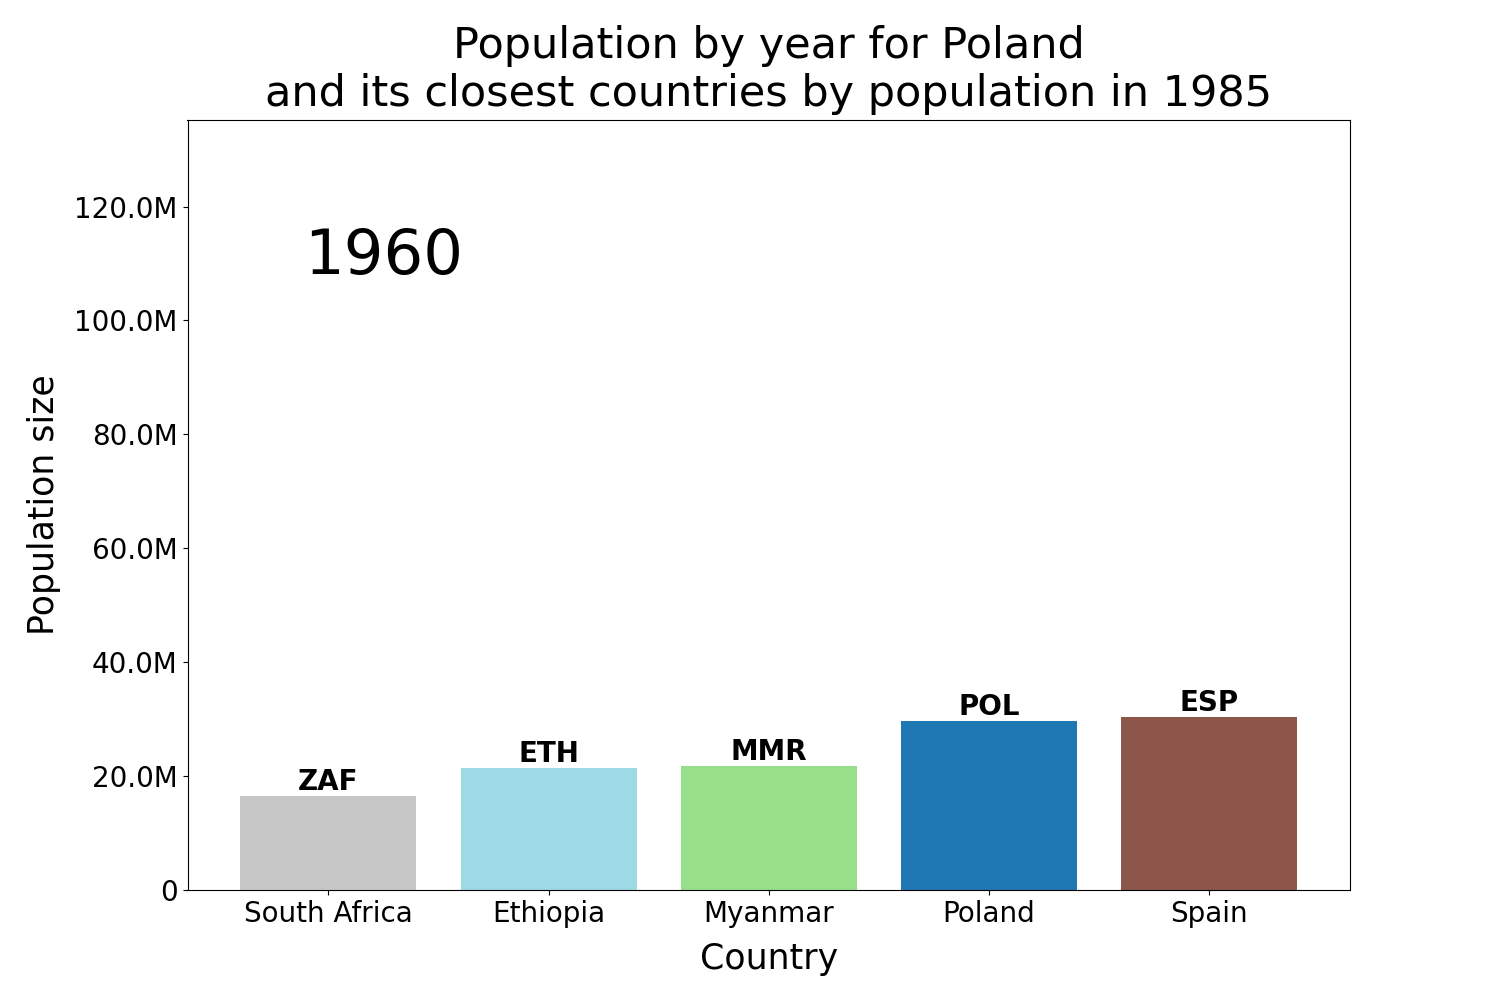 Population by year for Poland
and its closest countries by population in 1985
120.0M
1960
100.0M
80.0M
Population size
60.0M
40.0M
ZAF
ETH
MMR
POL
ESP
20.0M
0
South Africa
Ethiopia
Myanmar
Poland
Spain
Country